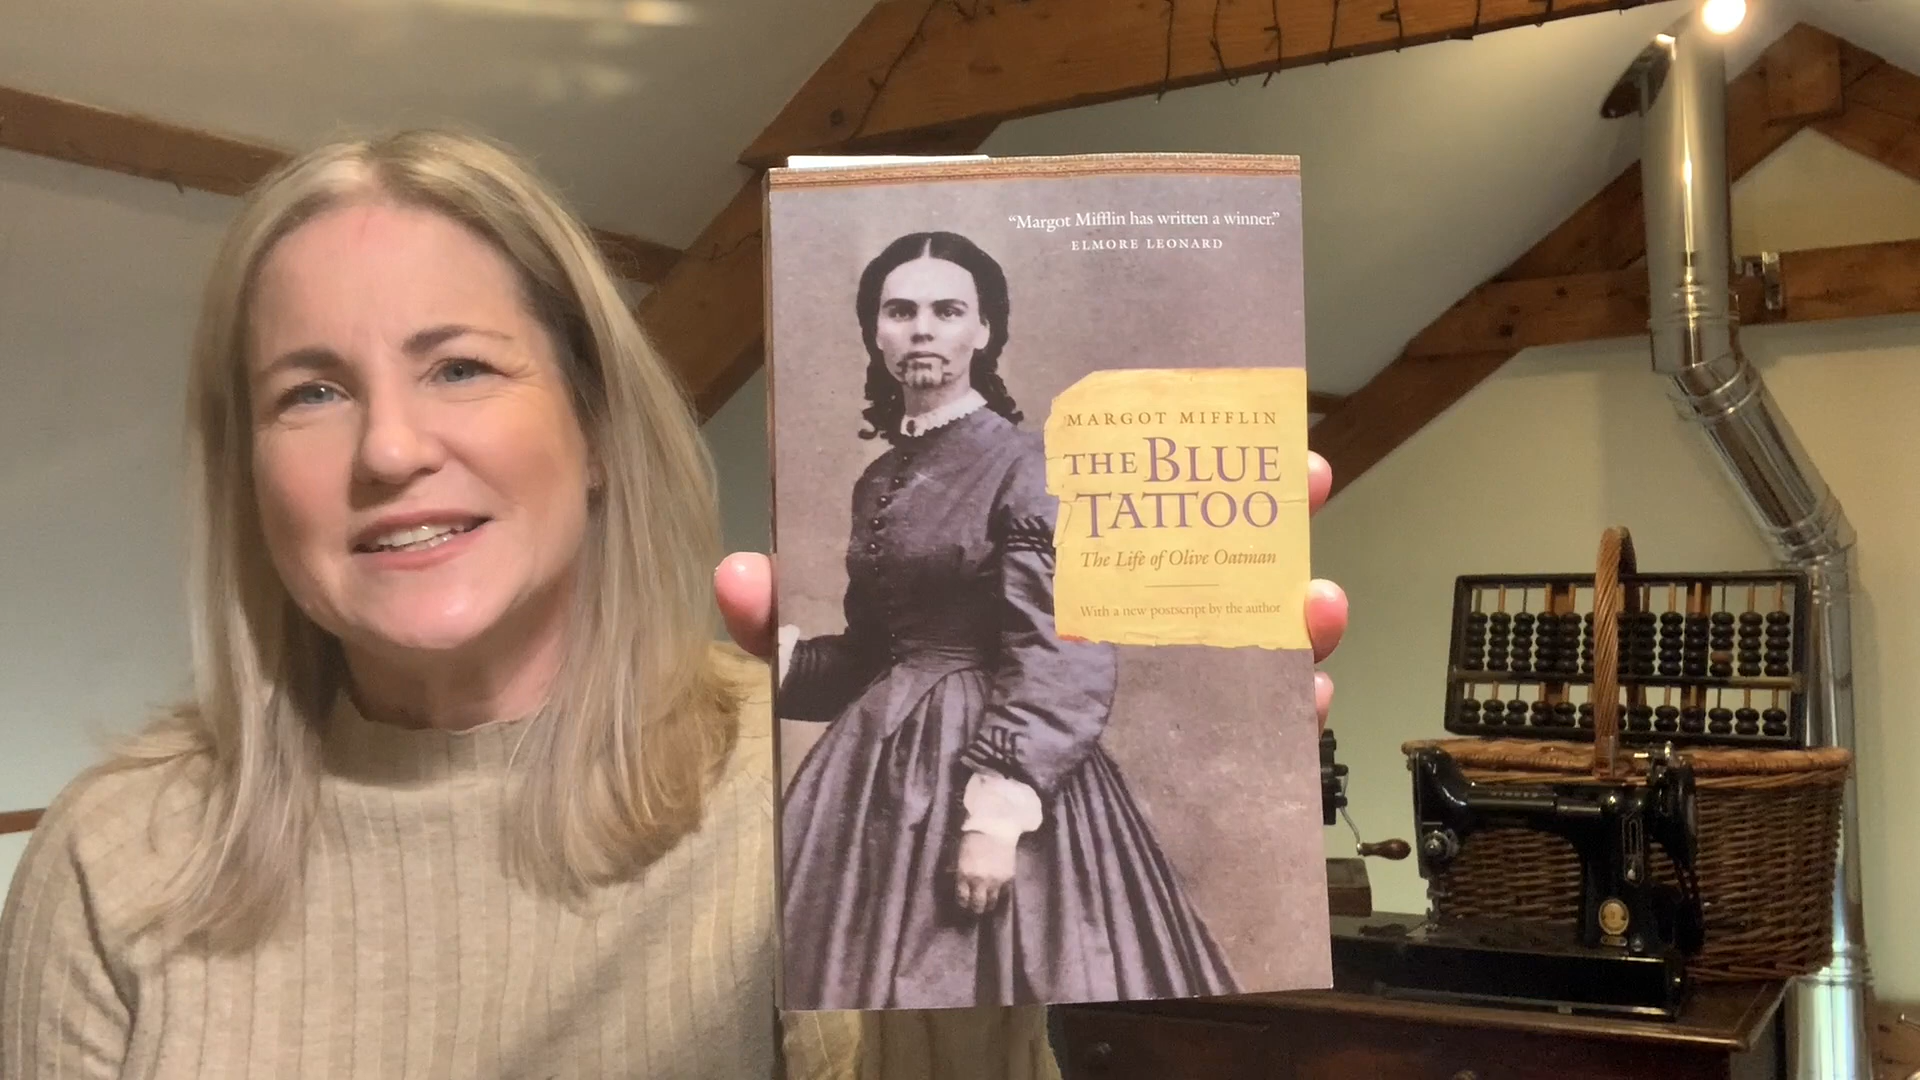 “Margot Mifflin has written a winner.”
ELMORE LEONARD
MARGOT MIFFLIN
THE BLUE
TATTOO
The Life of Olive Oatman
With a new postscript by the author